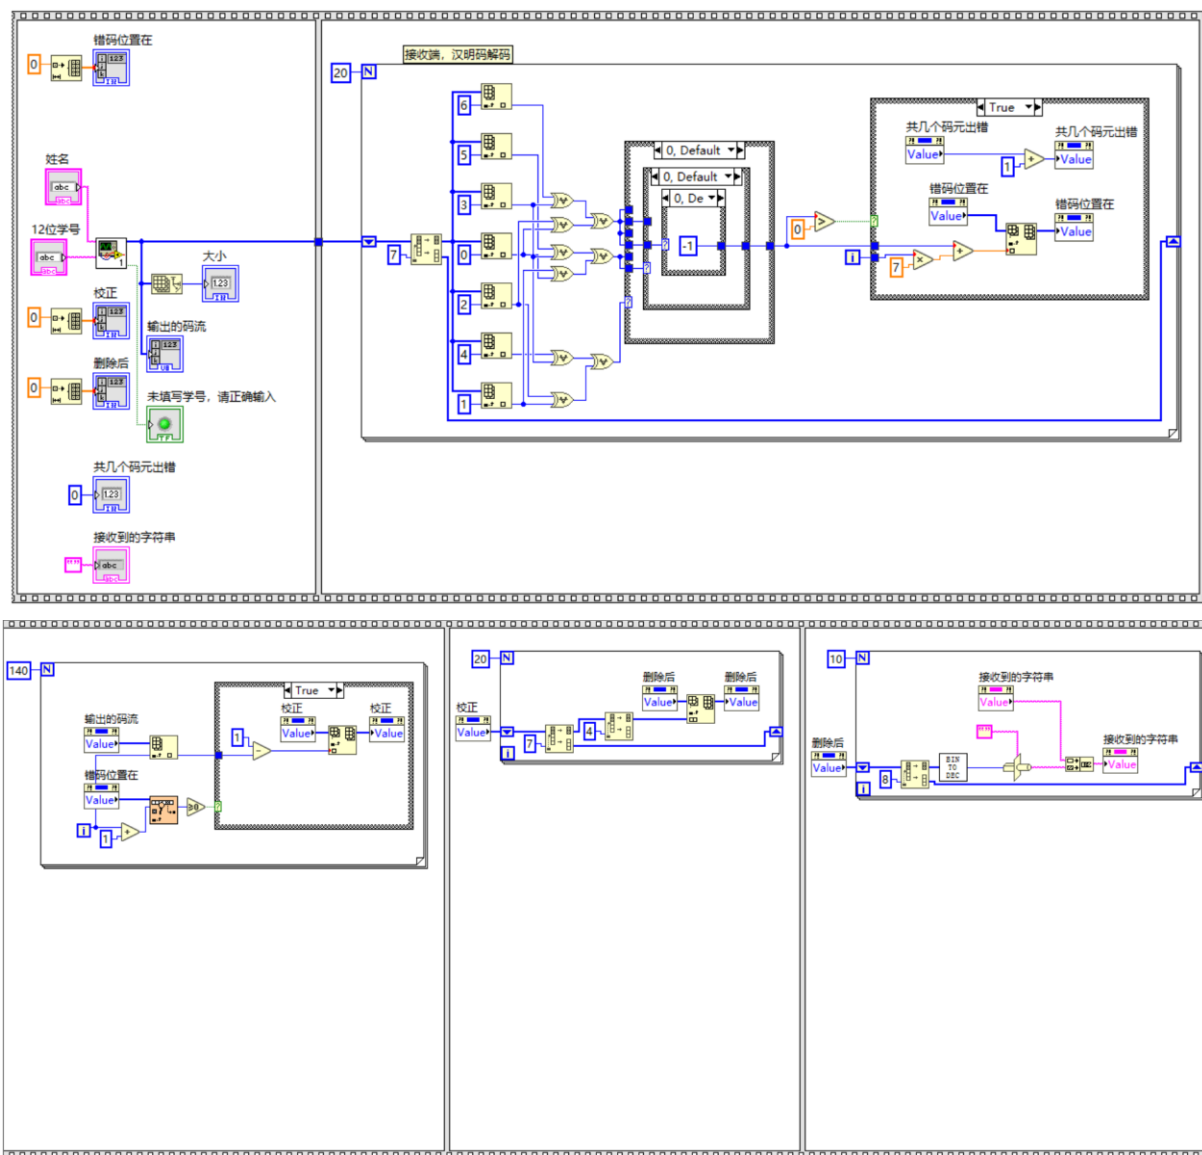 错码位置在
0
姓名
abc
12位学号
abc
1
大小
1.23
校正
0
输出的码流
删除后
0
未填写学号，请正确输入
TF
共几个码元出错
0
1.23
接收到的字符串
abc
接收端，汉明码解码
20 N
6
5
3
0
7
2
4
1
0, Default
0, Default
0, De
-1
0
i
7
True
共几个码元出错
Value
1
共几个码元出错
Value
错码位置在
Value
错码位置在
Value
140 N
True
输出的码流
Value
错码位置在
Value
i
1
1
校正
Value
校正
Value
≥0
20 N
校正
Value
i
7
4
删除后
Value
删除后
Value
10 N
删除后
Value
i
8
BIN
TO
DEC
接收到的字符串
Value
接收到的字符串
Value